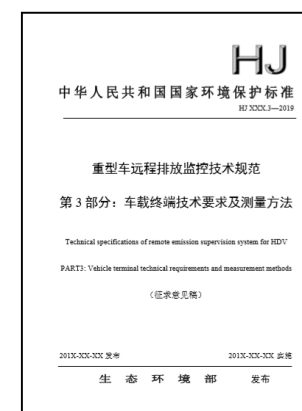 HJ
中华人民共和国国家环境保护标准
HJ XXX.3—2019
重型车远程排放监控技术规范
第 3 部分：车载终端技术要求及测量方法
Technical specifications of remote emission supervision system for HDV
PART3: Vehicle terminal technical requirements and measurement methods
（征求意见稿）
201X-XX-XX 发布 201X-XX-XX 实施
生 态 环 境 部 发布